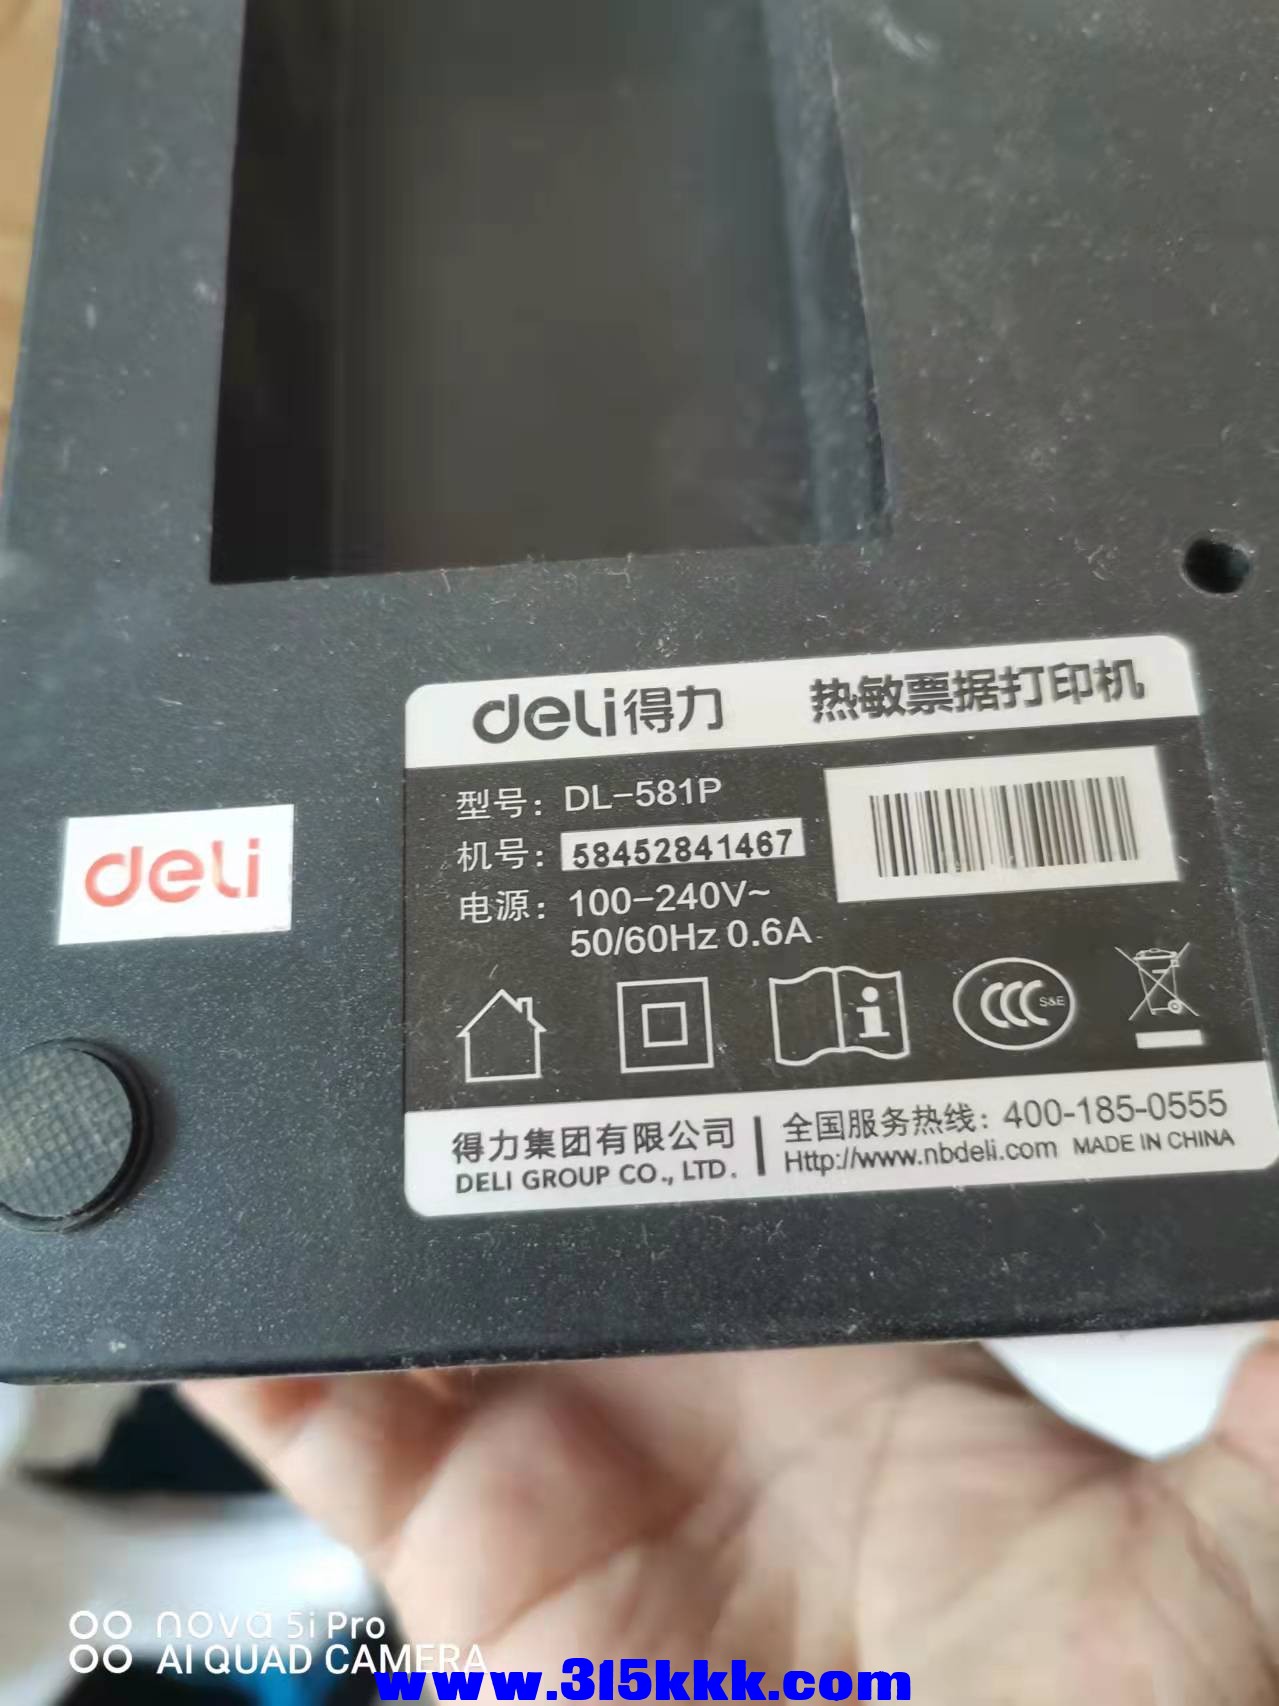 deli得力 热敏票据打印机
型号: DL-581P
机号: 58452841467
电源: 100-240V~
50/60Hz 0.6A
deli
S&E
得力集团有限公司
DELI GROUP CO., LTD.
全国服务热线: 400-185-0555
Http://www.nbdeli.com MADE IN CHINA
nova 5i Pro
AI QUAD CAMERA
www.315kkk.com